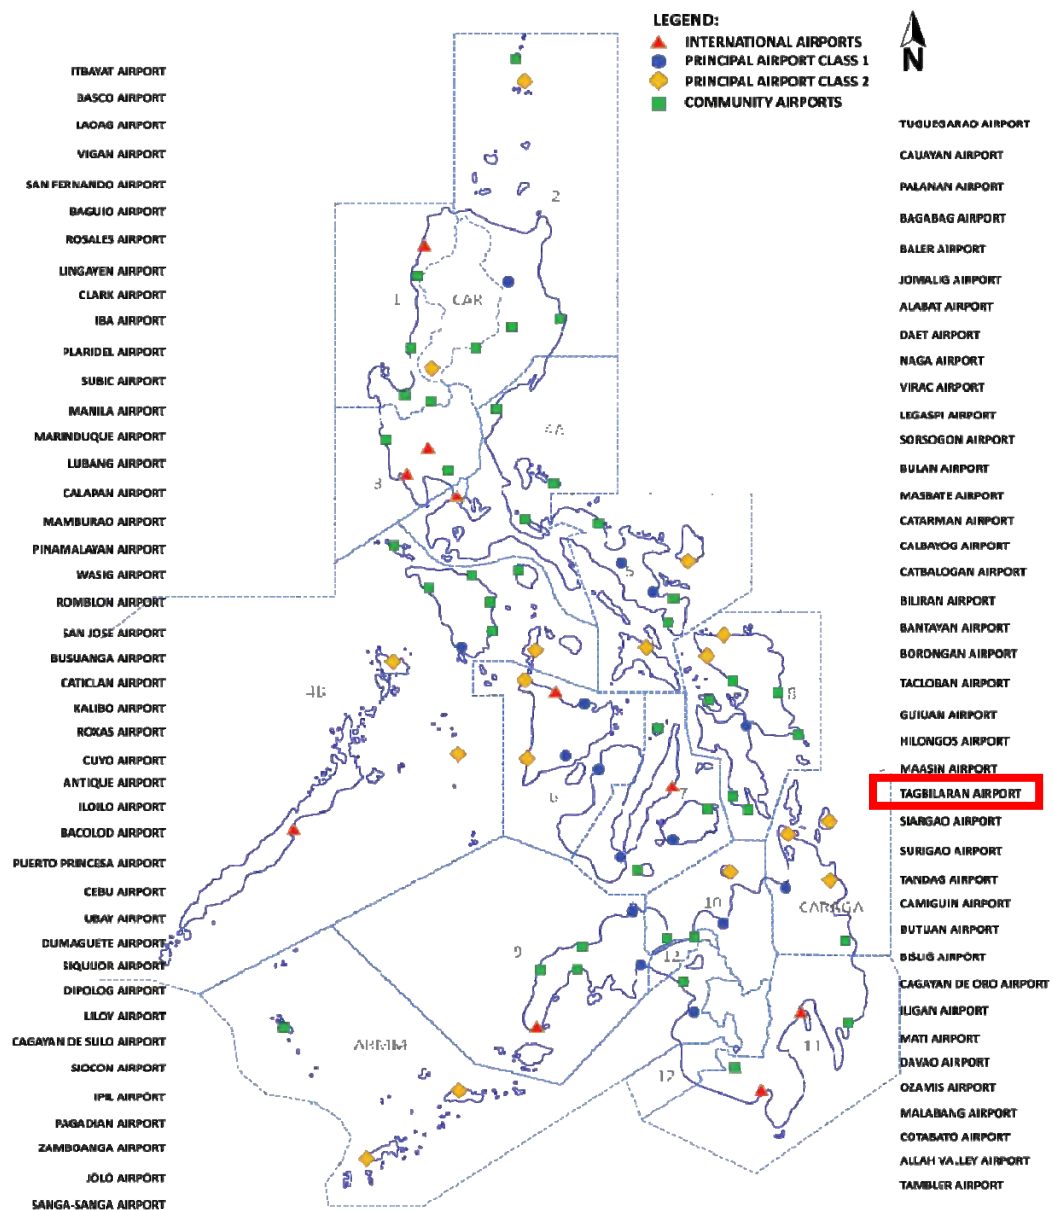 LEGEND:
INTERNATIONAL AIRPORTS
PRINCIPAL AIRPORT CLASS 1
PRINCIPAL AIRPORT CLASS 2
COMMUNITY AIRPORTS
N
ITBAYAT AIRPORT
BASCO AIRPORT
LAOAG AIRPORT
VIGAN AIRPORT
SAN FERNANDO AIRPORT
BAGUIO AIRPORT
ROSALES AIRPORT
LINGAYEN AIRPORT
CLARK AIRPORT
IBA AIRPORT
PLARIDEL AIRPORT
SUBIC AIRPORT
MANILA AIRPORT
MARINDUQUE AIRPORT
LUBANG AIRPORT
CALAPAN AIRPORT
MAMBURAO AIRPORT
PINAMALAYAN AIRPORT
WASIG AIRPORT
ROMBLON AIRPORT
SAN JOSE AIRPORT
BUSUANGA AIRPORT
CATICLAN AIRPORT
KALIBO AIRPORT
ROXAS AIRPORT
CUYO AIRPORT
ANTIQUE AIRPORT
ILOILO AIRPORT
BACOLOD AIRPORT
PUERTO PRINCESA AIRPORT
CEBU AIRPORT
UBAY AIRPORT
DUMAGUETE AIRPORT
SIQUIJOR AIRPORT
DIPOLOG AIRPORT
LILOY AIRPORT
CAGAYAN DE SULO AIRPORT
SIOCON AIRPORT
IPIL AIRPORT
PAGADIAN AIRPORT
ZAMBOANGA AIRPORT
JOLO AIRPORT
SANGA-SANGA AIRPORT
2
1
CAR
4A
3
5
4B
8
6
7
10
CARAGA
9
12
ARMM
11
12
TUGUEGARAO AIRPORT
CAUAYAN AIRPORT
PALANAN AIRPORT
BAGABAG AIRPORT
BALER AIRPORT
JOMALIG AIRPORT
ALABAT AIRPORT
DAET AIRPORT
NAGA AIRPORT
VIRAC AIRPORT
LEGASPI AIRPORT
SORSOGON AIRPORT
BULAN AIRPORT
MASBATE AIRPORT
CATARMAN AIRPORT
CALBAYOG AIRPORT
CATBALOGAN AIRPORT
BILIRAN AIRPORT
BANTAYAN AIRPORT
BORONGAN AIRPORT
TACLOBAN AIRPORT
GUIUAN AIRPORT
HILONGOS AIRPORT
MAASIN AIRPORT
TAGBILARAN AIRPORT
SIARGAO AIRPORT
SURIGAO AIRPORT
TANDAG AIRPORT
CAMIGUIN AIRPORT
BUTUAN AIRPORT
BISLIG AIRPORT
CAGAYAN DE ORO AIRPORT
ILIGAN AIRPORT
MATI AIRPORT
DAVAO AIRPORT
OZAMIS AIRPORT
MALABANG AIRPORT
COTABATO AIRPORT
ALLAH VALLEY AIRPORT
TAMBLER AIRPORT